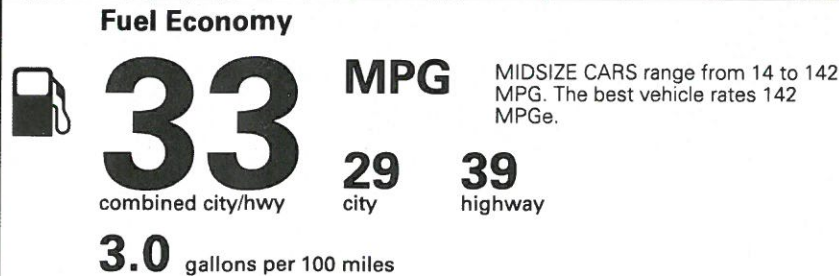 Fuel Economy
33 MPG
MIDSIZE CARS range from 14 to 142
MPG. The best vehicle rates 142
MPGe.
combined city/hwy
29
city
39
highway
3.0 gallons per 100 miles